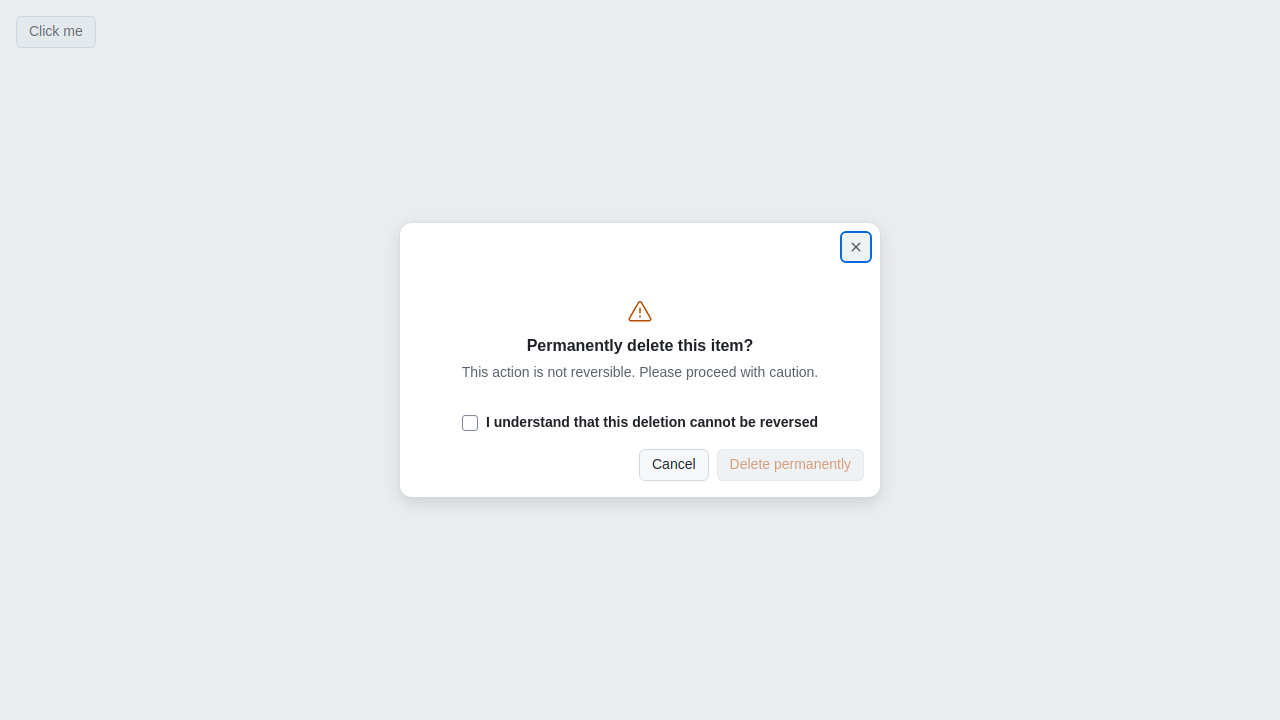 Click me
Permanently delete this item?
This action is not reversible. Please proceed with caution.
I understand that this deletion cannot be reversed
Cancel
Delete permanently